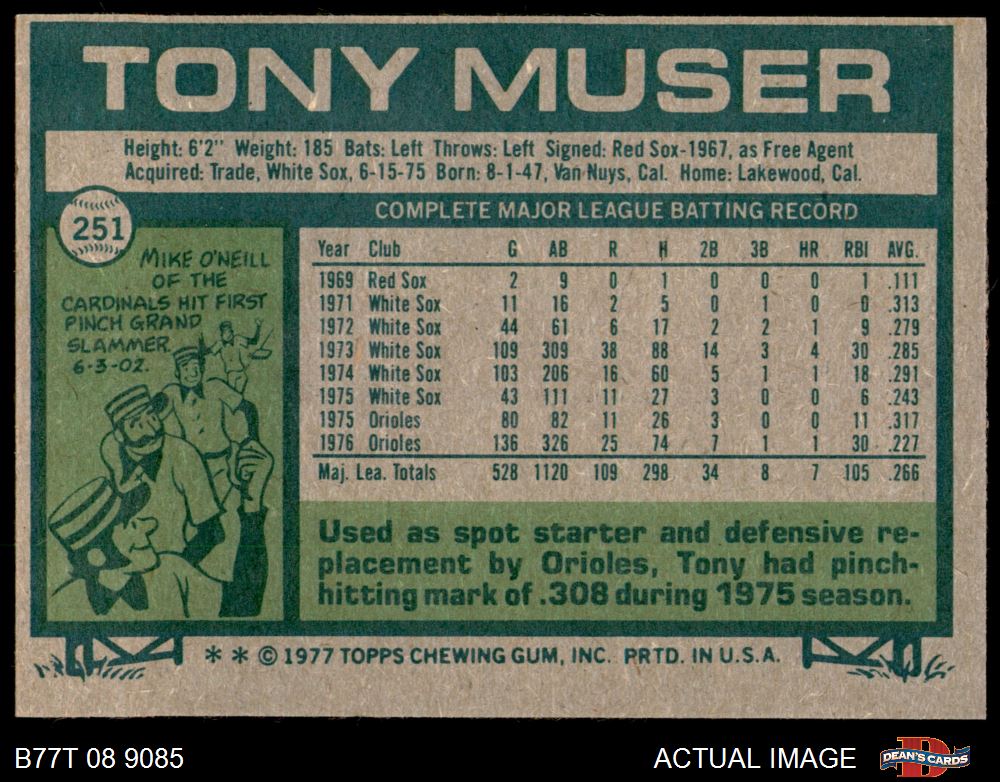 TONY MUSER
Height: 6'2" Weight: 185 Bats: Left Throws: Left Signed: Red Sox-1967, as Free Agent
Acquired: Trade, White Sox, 6-15-75 Born: 8-1-47, Van Nuys, Cal. Home: Lakewood, Cal.
251
MIKE O'NEILL
OF THE
CARDINALS HIT FIRST
PINCH GRAND
SLAMMER
6-3-02.
COMPLETE MAJOR LEAGUE BATTING RECORD
Year Club G AB R H 2B 3B HR RBI AVG.
1969 Red Sox 2 9 0 1 0 0 0 1 .111
1971 White Sox 11 16 2 5 0 1 0 0 .313
1972 White Sox 44 61 6 17 2 2 1 9 .279
1973 White Sox 109 309 38 88 14 3 4 30 .285
1974 White Sox 103 206 16 60 5 1 1 18 .291
1975 White Sox 43 111 11 27 3 0 0 6 .243
1975 Orioles 80 82 11 26 3 0 0 11 .317
1976 Orioles 136 326 25 74 7 1 1 30 .227
Maj. Lea. Totals 528 1120 109 298 34 8 7 105 .266
Used as spot starter and defensive re-
placement by Orioles, Tony had pinch-
hitting mark of .308 during 1975 season.
* * © 1977 TOPPS CHEWING GUM, INC. PRTD. IN U.S.A.
B77T 08 9085
ACTUAL IMAGE
DEAN'S CARDS